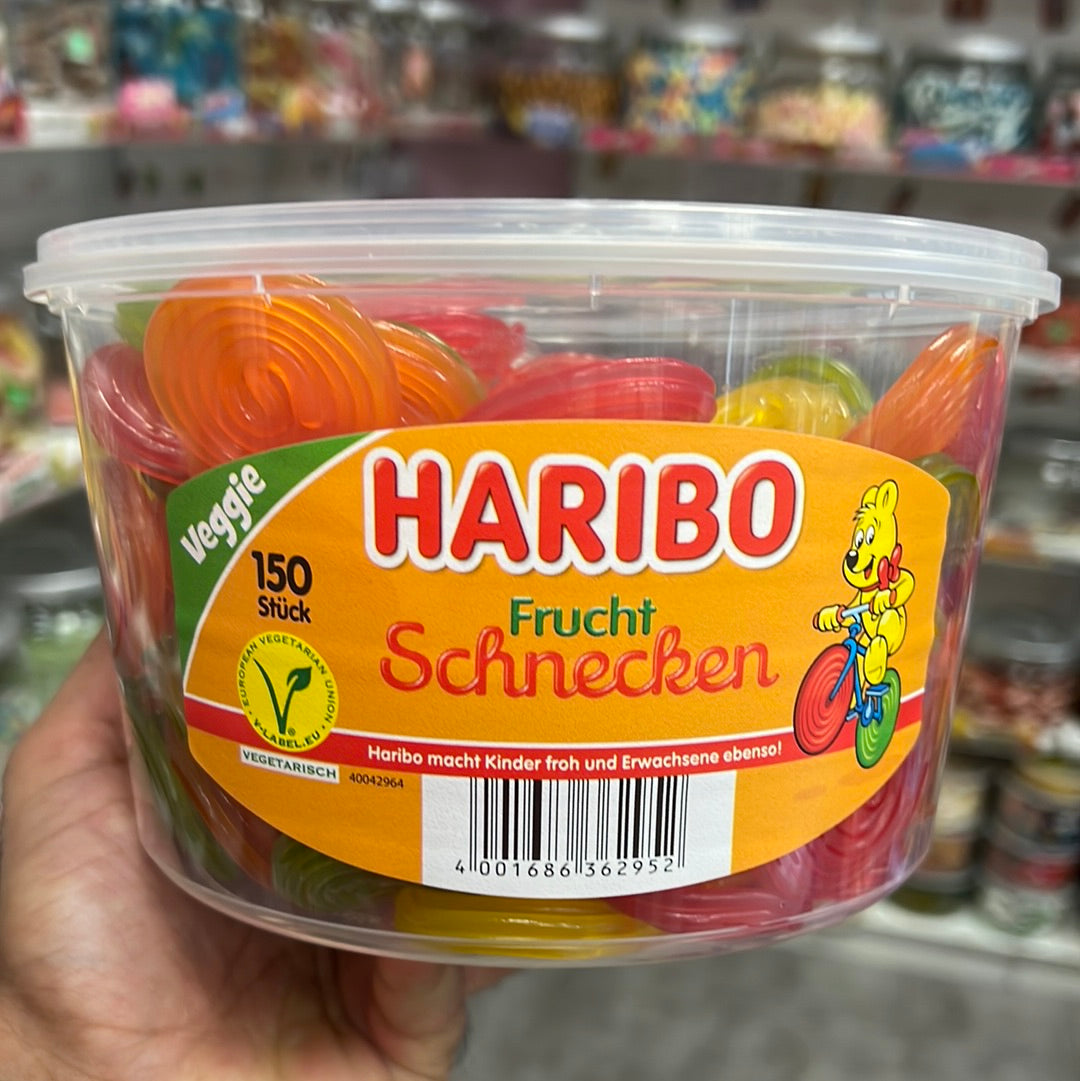 Veggie
HARIBO
150
Stück
Frucht
Schnecken
EUROPEAN VEGETARIAN UNION
V-LABEL.EU
®
VEGETARISCH
40042964
Haribo macht Kinder froh und Erwachsene ebenso!
4 001686 362952